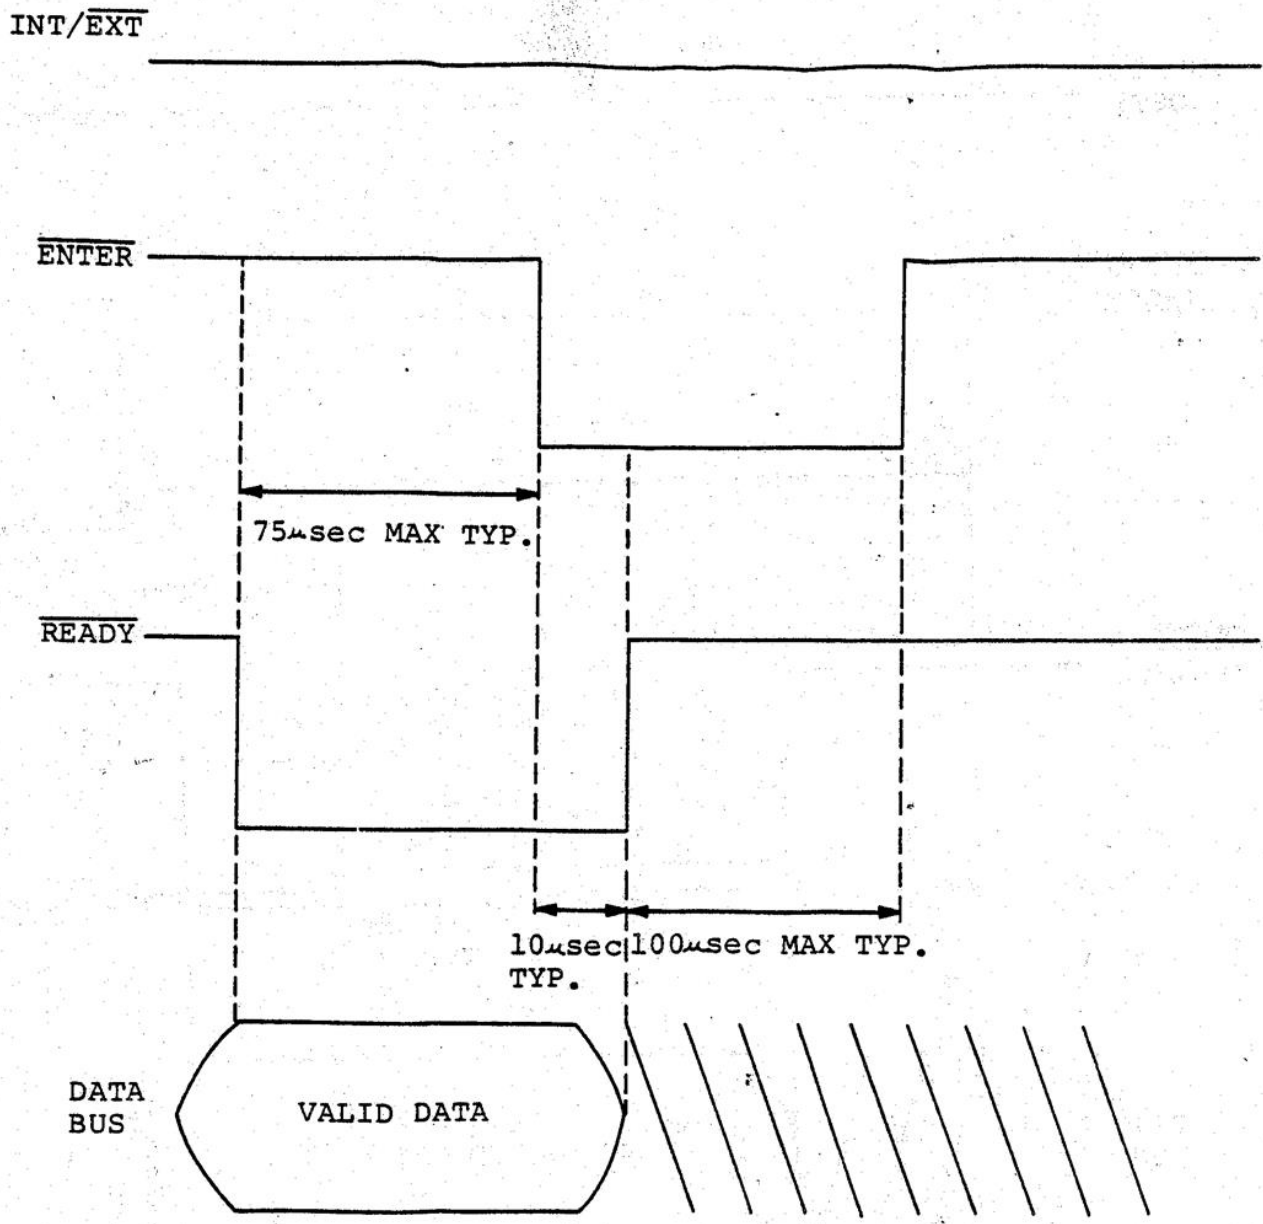 INT/EXT
ENTER
75µsec MAX TYP.
READY
10µsec 100µsec MAX TYP.
TYP.
DATA
BUS
VALID DATA